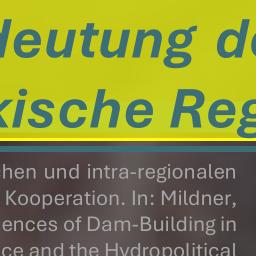 deutung de
kische Reg
chen und intra-regionalen
Kooperation. In: Mildner,
ences of Dam-Building in
ce and the Hydropolitical